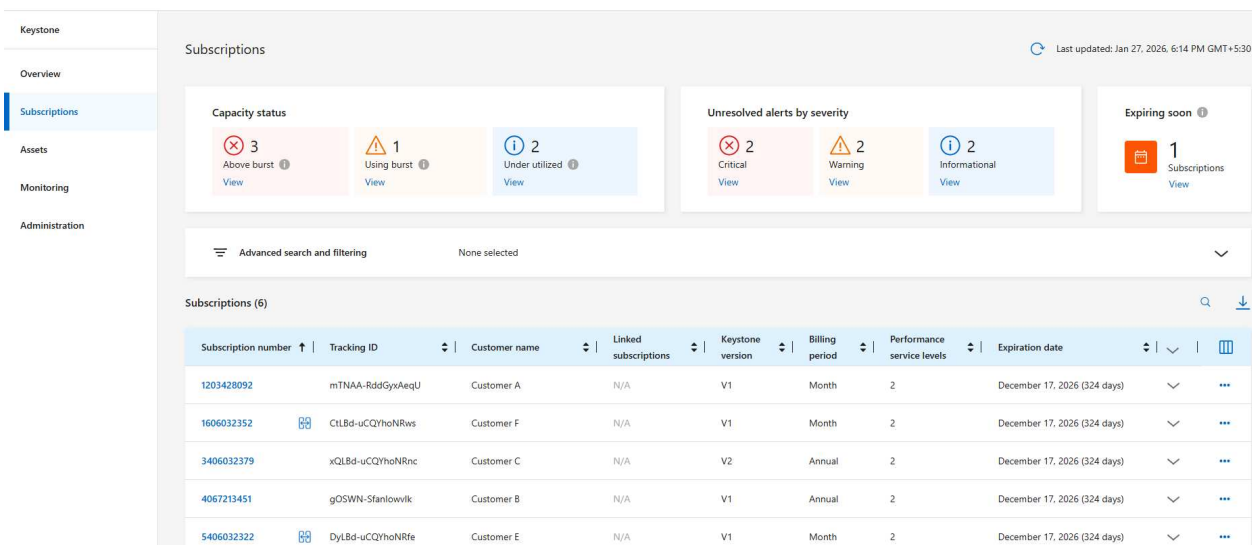 Keystone
Overview
Subscriptions
Assets
Monitoring
Administration
Subscriptions
Last updated: Jan 27, 2026, 6:14 PM GMT+5:30
Capacity status
3
Above burst
View
1
Using burst
View
2
Under utilized
View
Unresolved alerts by severity
2
Critical
View
2
Warning
View
2
Informational
View
Expiring soon
1
Subscriptions
View
Advanced search and filtering None selected
Subscriptions (6)
Subscription number Tracking ID Customer name Linked subscriptions Keystone version Billing period Performance service levels Expiration date
1203428092 mTNAA-RddGyxAeqU Customer A N/A V1 Month 2 December 17, 2026 (324 days)
1606032352 CtLBd-uCQYhoNRws Customer F N/A V1 Month 2 December 17, 2026 (324 days)
3406032379 xQLBd-uCQYhoNRnc Customer C N/A V2 Annual 2 December 17, 2026 (324 days)
4067213451 gOSWN-Sfanlowvlk Customer B N/A V1 Annual 2 December 17, 2026 (324 days)
5406032322 DyLBd-uCQYhoNRfe Customer E N/A V1 Month 2 December 17, 2026 (324 days)